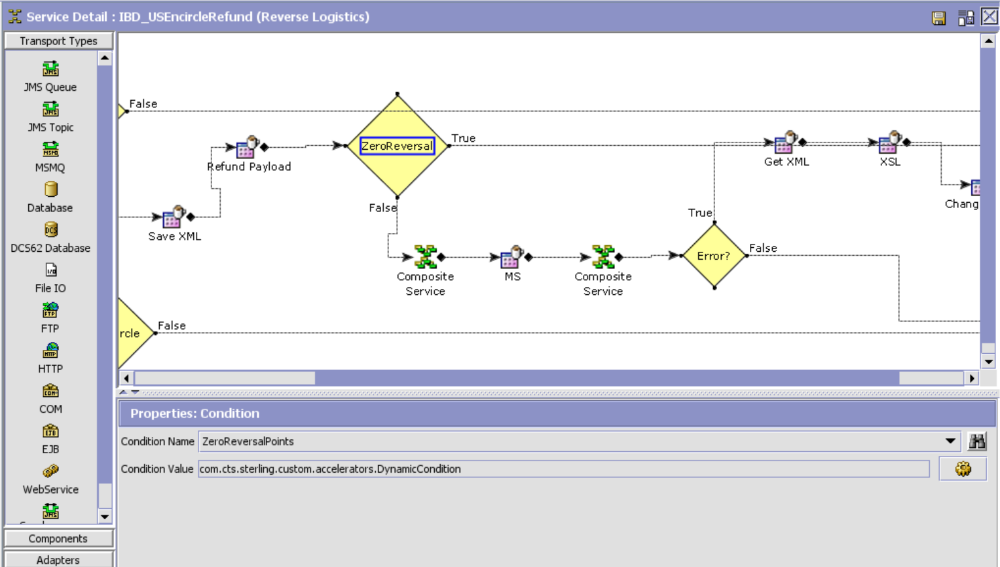 Service Detail : IBD_USEncircleRefund (Reverse Logistics)
Transport Types
JMS Queue
JMS Topic
MSMQ
Database
DCS62 Database
File IO
FTP
HTTP
COM
EJB
WebService
Components
Adapters
False
ZeroReversal
True
Refund Payload
Get XML
XSL
Chang
False
True
Save XML
Error?
False
Composite
Service
MS
Composite
Service
False
rcle
Properties: Condition
Condition Name ZeroReversalPoints
Condition Value com.cts.sterling.custom.accelerators.DynamicCondition